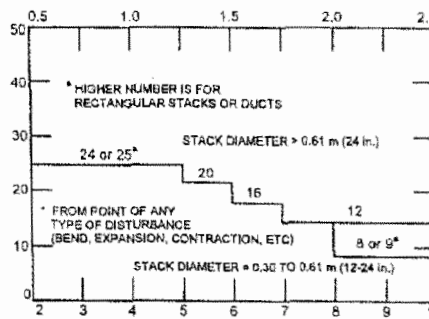 0.5 1.0 1.5 2.0 2.
50
a HIGHER NUMBER IS FOR
RECTANGULAR STACKS OR DUCTS
40
STACK DIAMETER > 0.61 m (24 in.)
30
24 or 25a
20
20
16
12
* FROM POINT OF ANY
TYPE OF DISTURBANCE
(BEND, EXPANSION, CONTRACTION, ETC)
8 or 9a
10
STACK DIAMETER = 0.30 TO 0.61 m (12-24 in.)
0
2 3 4 5 6 7 8 9